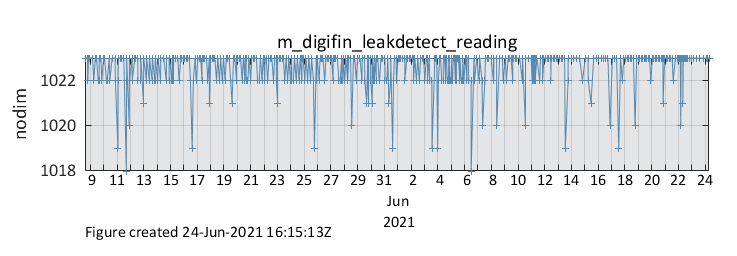 m_digifin_leakdetect_reading
nodim
1022
1020
1018
9 11 13 15 17 19 21 23 25 27 29 31 2 4 6 8 10 12 14 16 18 20 22 24
Jun
2021
Figure created 24-Jun-2021 16:15:13Z